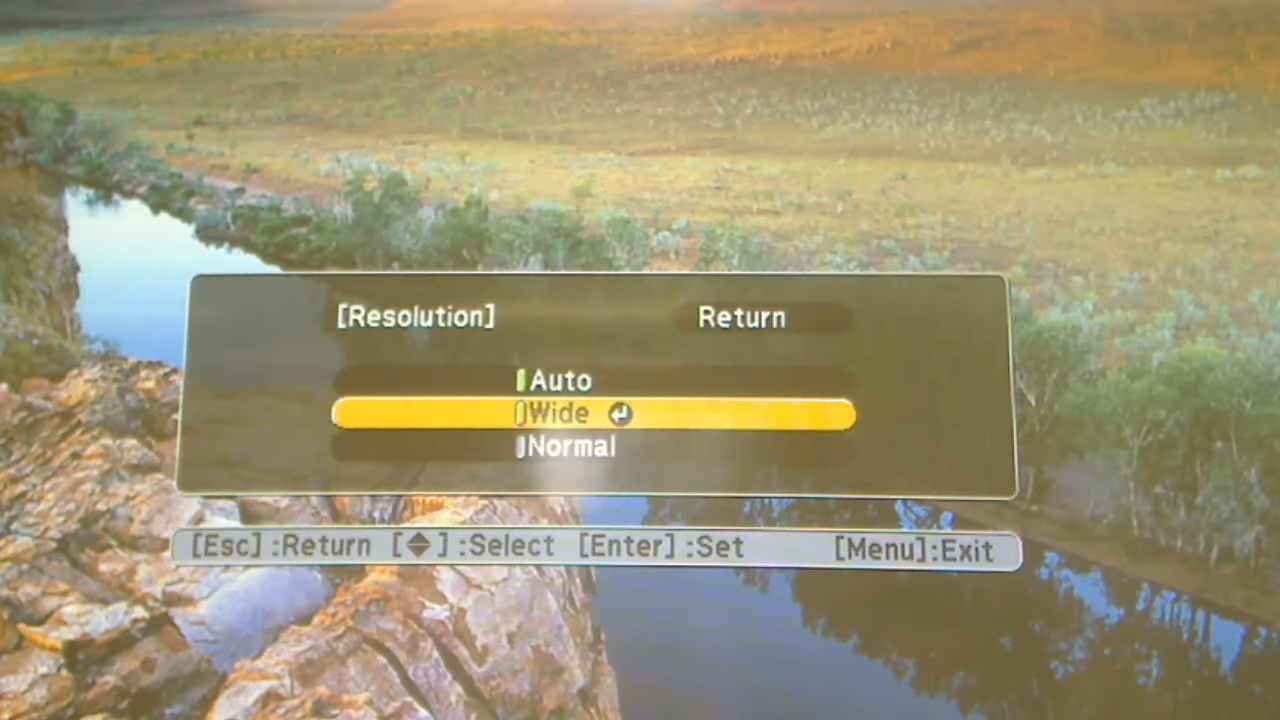 [Resolution] Return
Auto
Wide
Normal
[Esc] :Return [◆] :Select [Enter] :Set [Menu]:Exit